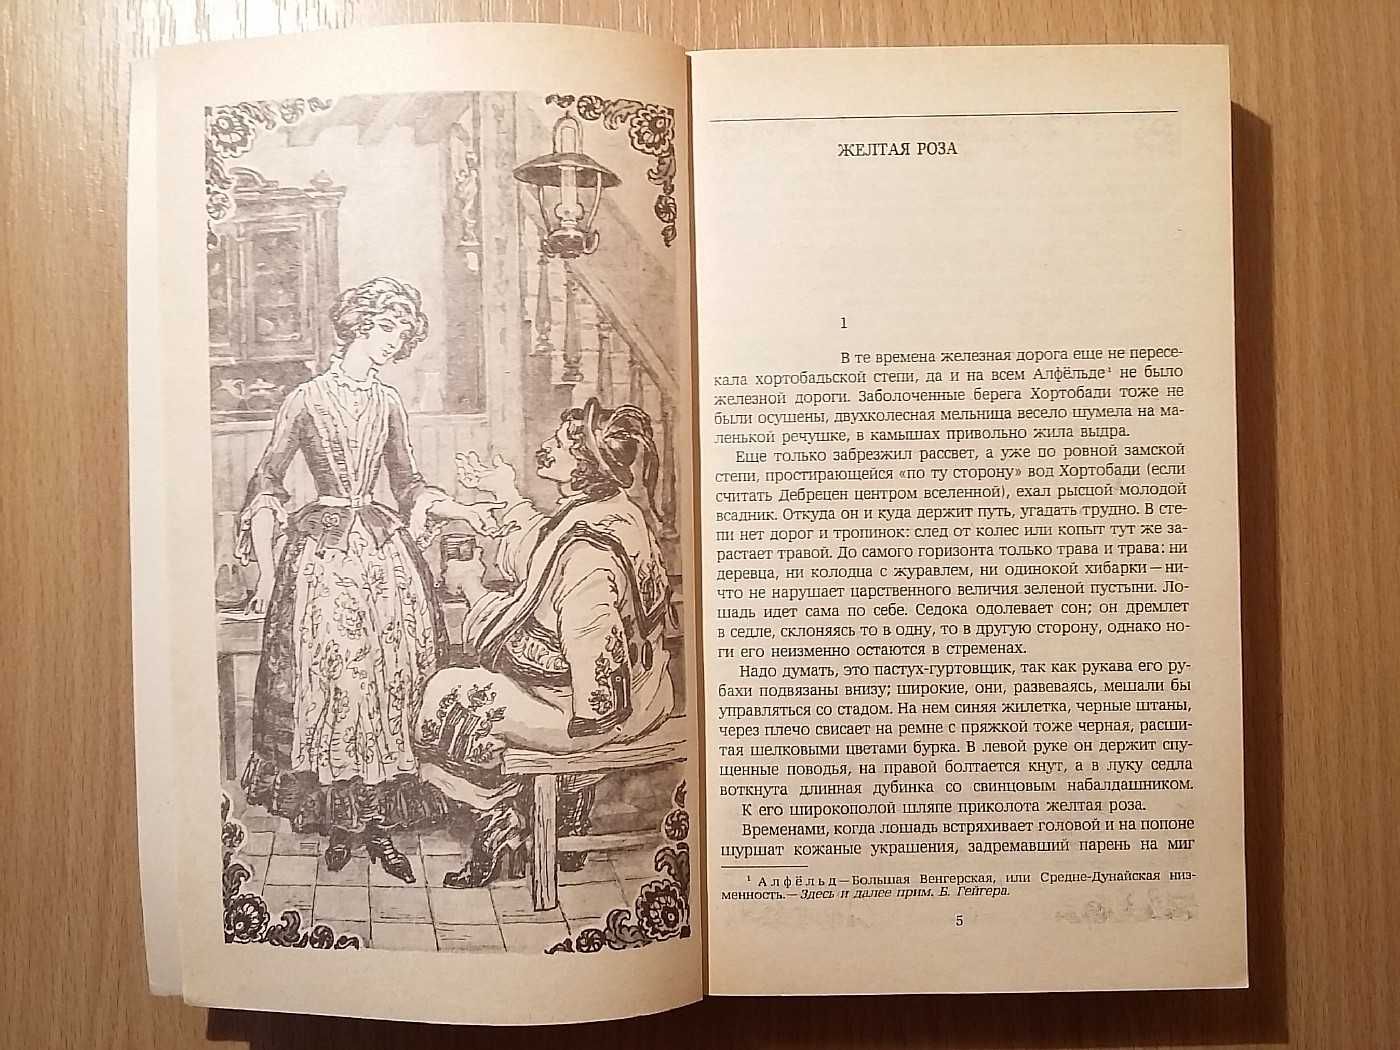 ЖЕЛТАЯ РОЗА
1
В те времена железная дорога еще не пересе-
кала хортобадьской степи, да и на всем Алфёльде¹ не было
железной дороги. Заболоченные берега Хортобади тоже не
были осушены, двухколесная мельница весело шумела на ма-
ленькой речушке, в камышах привольно жила выдра.
Еще только забрезжил рассвет, а уже по ровной замской
степи, простирающейся «по ту сторону» вод Хортобади (если
считать Дебрецен центром вселенной), ехал рысцой молодой
всадник. Откуда он и куда держит путь, угадать трудно. В сте-
пи нет дорог и тропинок: след от колес или копыт тут же за-
растает травой. До самого горизонта только трава и трава: ни
деревца, ни колодца с журавлем, ни одинокой хибарки—ни-
что не нарушает царственного величия зеленой пустыни. Ло-
шадь идет сама по себе. Седока одолевает сон; он дремлет
в седле, склоняясь то в одну, то в другую сторону, однако но-
ги его неизменно остаются в стременах.
Надо думать, это пастух-гуртовщик, так как рукава его ру-
бахи подвязаны внизу; широкие, они, развеваясь, мешали бы
управляться со стадом. На нем синяя жилетка, черные штаны,
через плечо свисает на ремне с пряжкой тоже черная, расши-
тая шелковыми цветами бурка. В левой руке он держит спу-
щенные поводья, на правой болтается кнут, а в луку седла
воткнута длинная дубинка со свинцовым набалдашником.
К его широкополой шляпе приколота желтая роза.
Временами, когда лошадь встряхивает головой и на попоне
шуршат кожаные украшения, задремавший парень на миг
¹ Алфёльд—Большая Венгерская, или Средне-Дунайская низ-
менность.—Здесь и далее прим. Б. Гейгера.
5